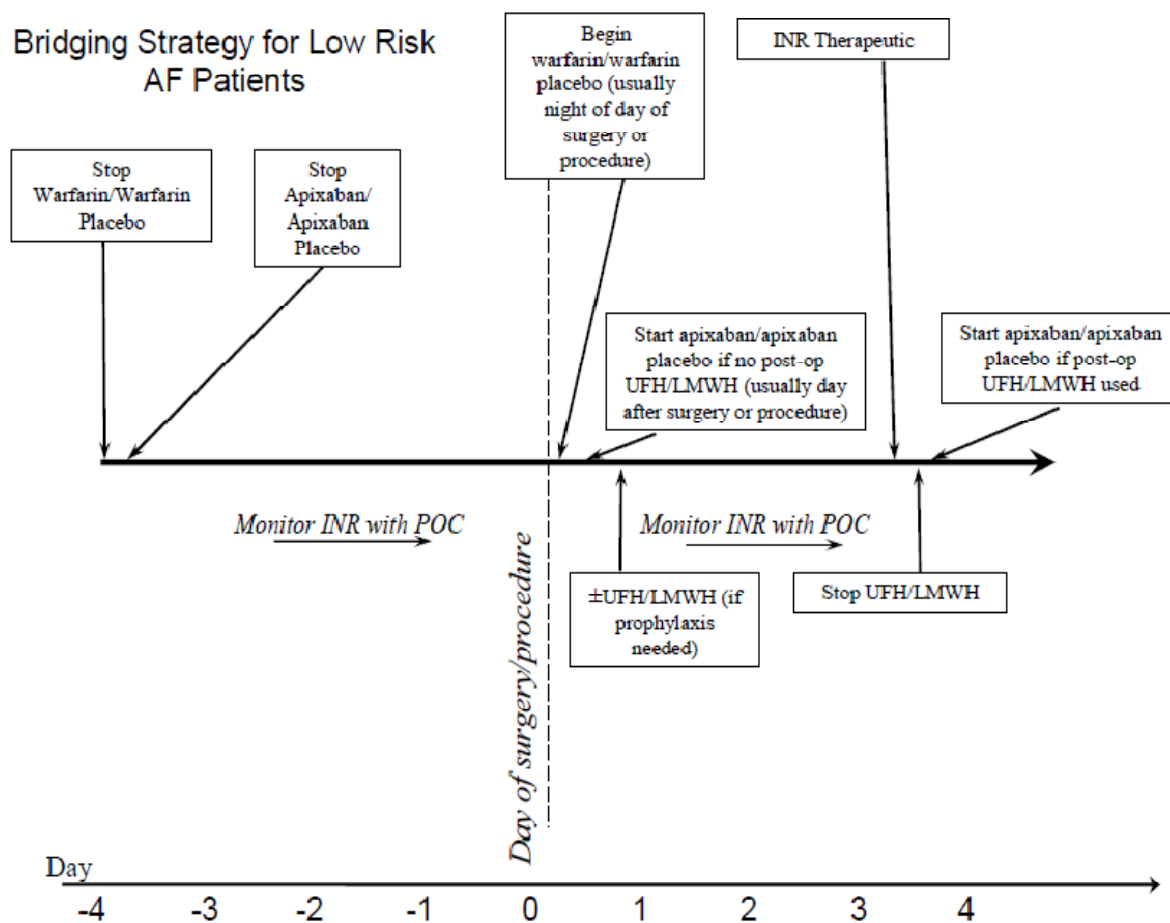 Bridging Strategy for Low Risk
AF Patients
Stop
Warfarin/Warfarin
Placebo
Stop
Apixaban/
Apixaban
Placebo
Begin
warfarin/warfarin
placebo (usually
night of day of
surgery or
procedure)
INR Therapeutic
Start apixaban/apixaban
placebo if no post-op
UFH/LMWH (usually day
after surgery or procedure)
Start apixaban/apixaban
placebo if post-op
UFH/LMWH used
Monitor INR with POC
Monitor INR with POC
Day of surgery/procedure
±UFH/LMWH (if
prophylaxis
needed)
Stop UFH/LMWH
Day
-4 -3 -2 -1 0 1 2 3 4